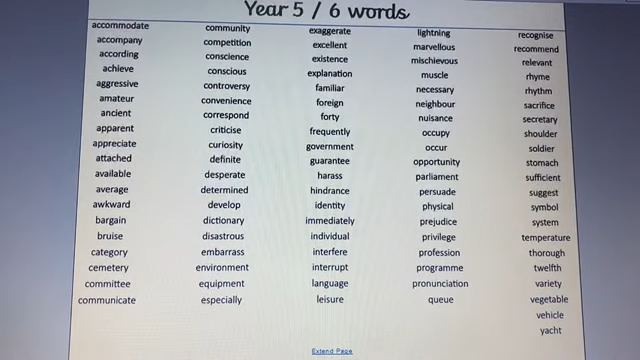 Year 5 / 6 words
accommodate
accompany
according
achieve
aggressive
amateur
ancient
apparent
appreciate
attached
available
average
awkward
bargain
bruise
category
cemetery
committee
communicate
community
competition
conscience
conscious
controversy
convenience
correspond
criticise
curiosity
definite
desperate
determined
develop
dictionary
disastrous
embarrass
environment
equipment
especially
exaggerate
excellent
existence
explanation
familiar
foreign
forty
frequently
government
guarantee
harass
hindrance
identity
immediately
individual
interfere
interrupt
language
leisure
lightning
marvellous
mischievous
muscle
necessary
neighbour
nuisance
occupy
occur
opportunity
parliament
persuade
physical
prejudice
privilege
profession
programme
pronunciation
queue
recognise
recommend
relevant
rhyme
rhythm
sacrifice
secretary
shoulder
soldier
stomach
sufficient
suggest
symbol
system
temperature
thorough
twelfth
variety
vegetable
vehicle
yacht
Extend Page